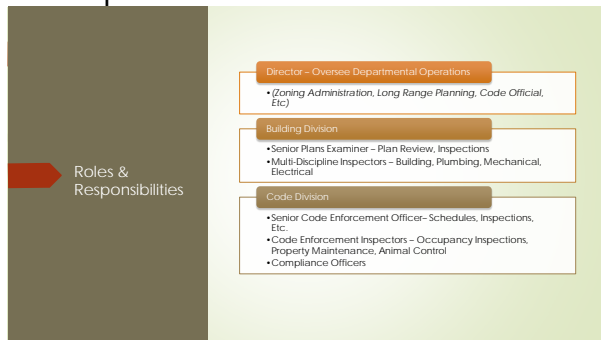 Roles &
Responsibilities
Director – Oversee Departmental Operations
•(Zoning Administration, Long Range Planning, Code Official,
Etc)
Building Division
•Senior Plans Examiner – Plan Review, Inspections
•Multi-Discipline Inspectors – Building, Plumbing, Mechanical,
Electrical
Code Division
•Senior Code Enforcement Officer– Schedules, Inspections,
Etc.
•Code Enforcement Inspectors – Occupancy Inspections,
Property Maintenance, Animal Control
•Compliance Officers